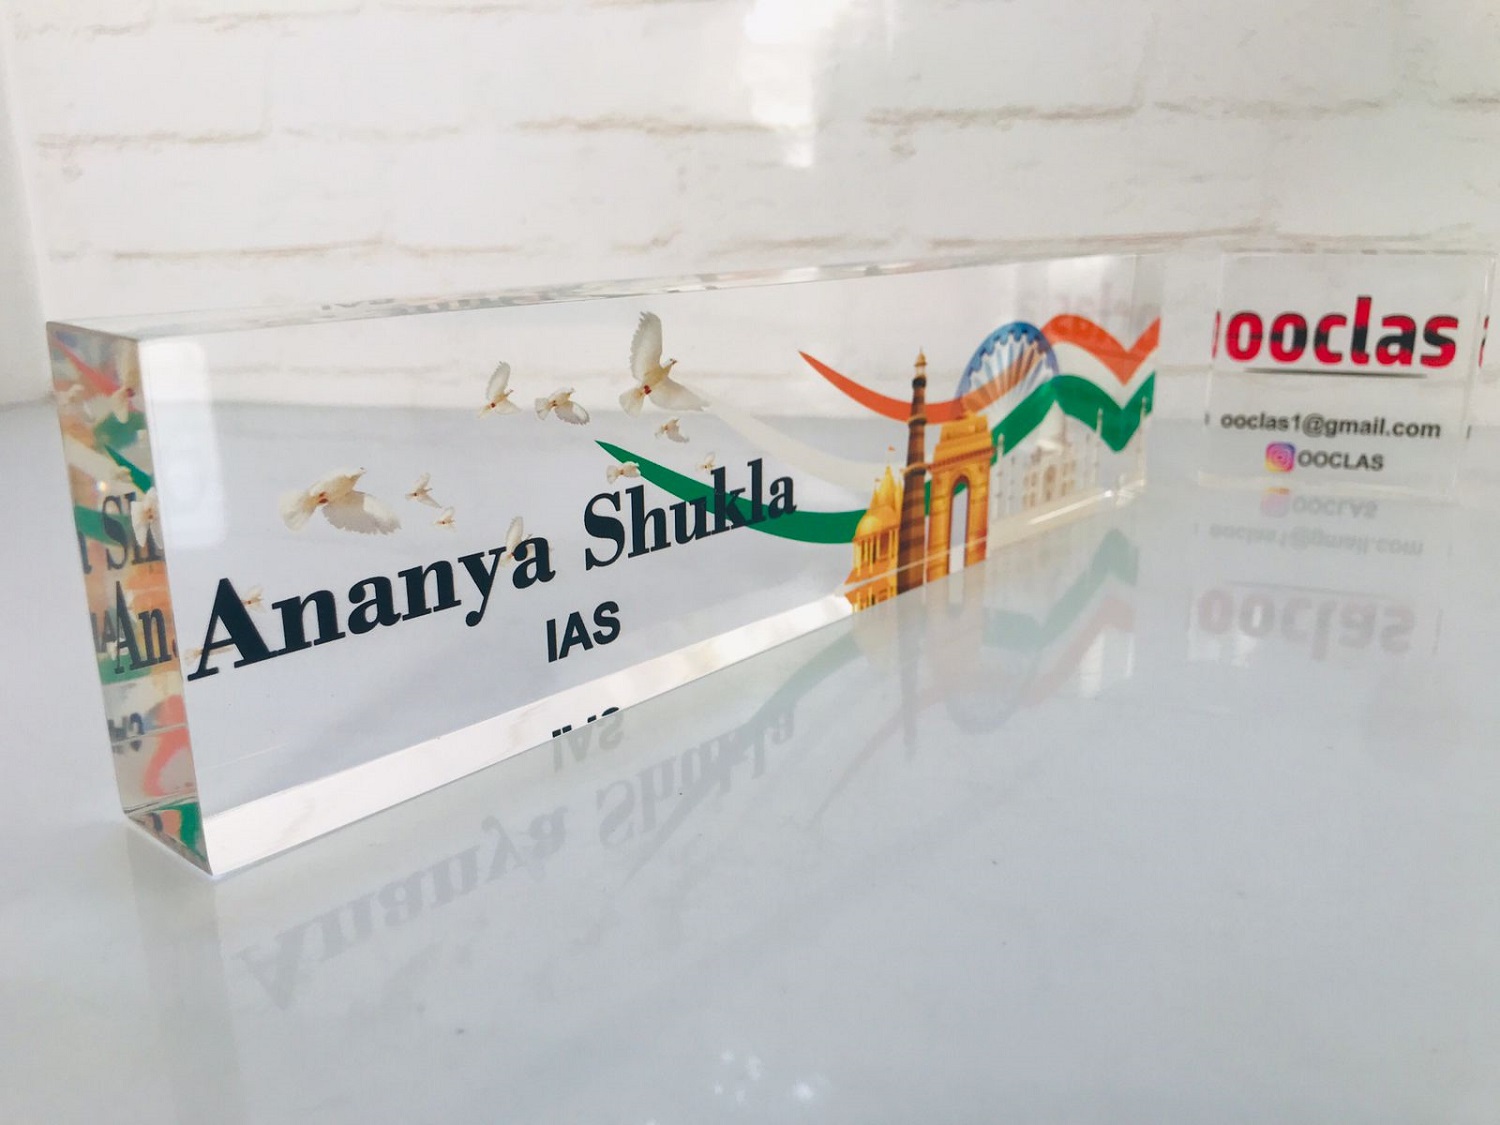 Ananya Shukla
IAS
ooclas
ooclas1@gmail.com
OOCLAS